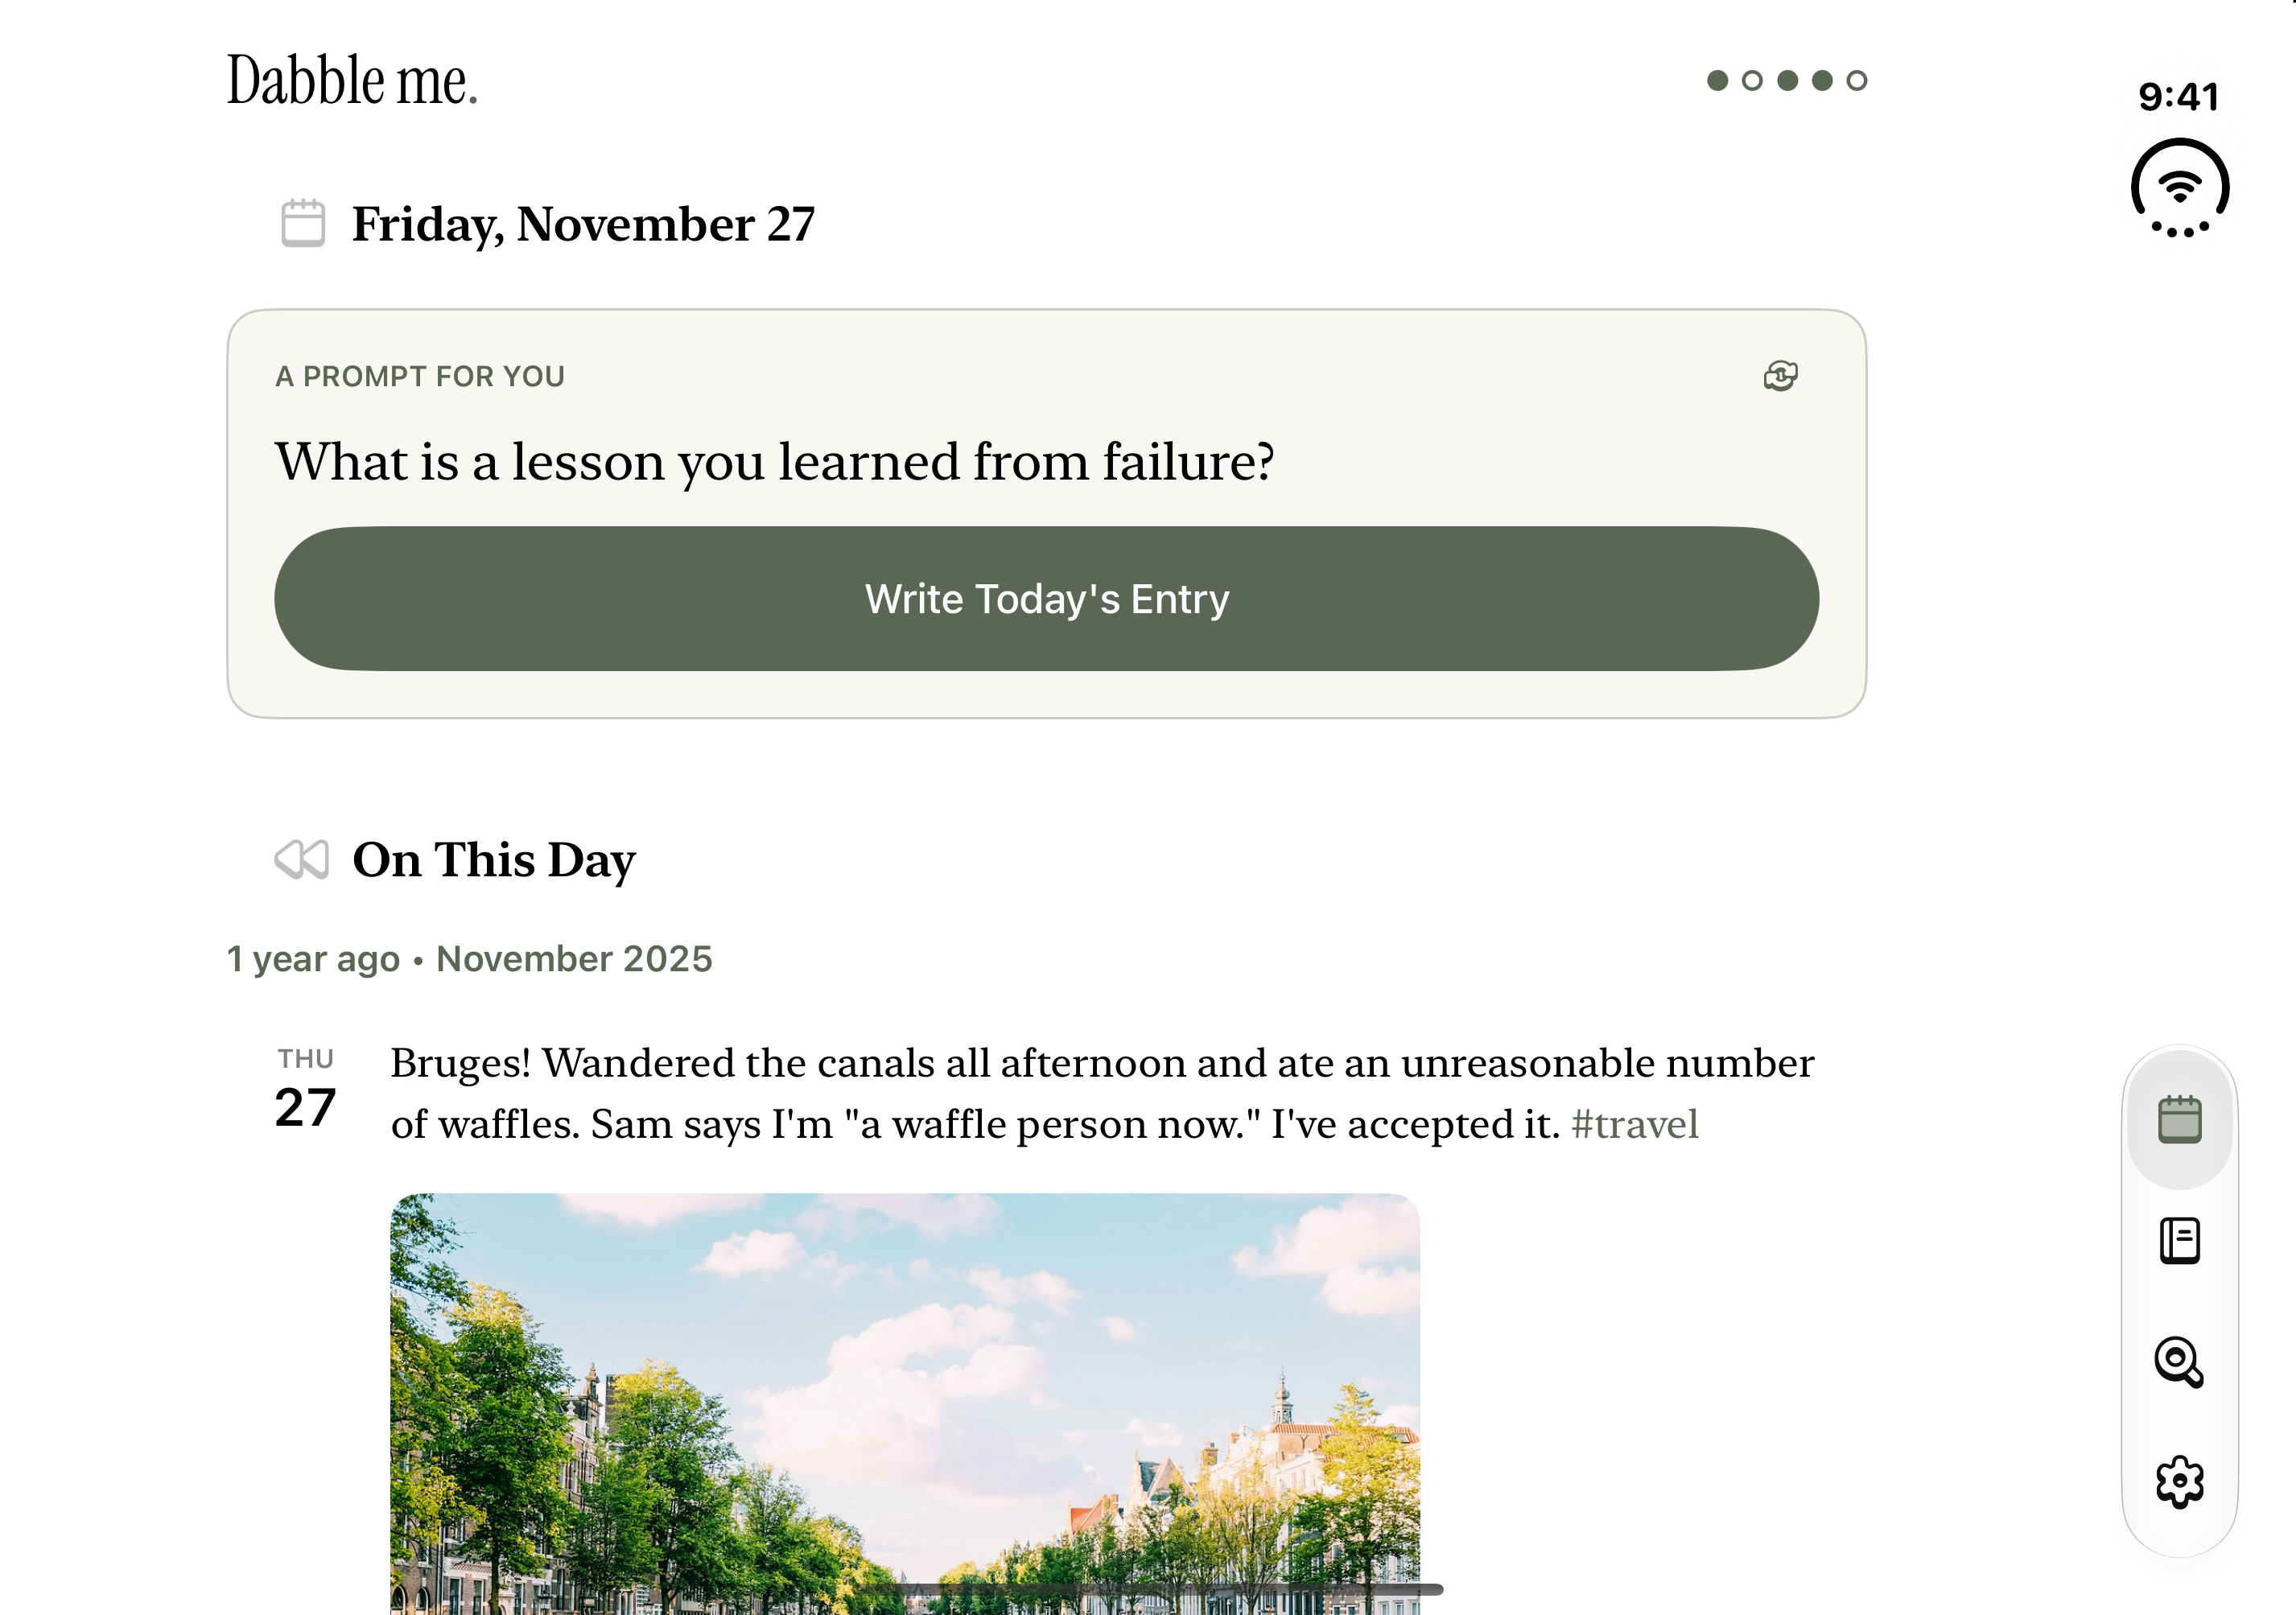 Dabble me.
9:41
Friday, November 27
A PROMPT FOR YOU
What is a lesson you learned from failure?
Write Today's Entry
On This Day
1 year ago • November 2025
THU
27
Bruges! Wandered the canals all afternoon and ate an unreasonable number
of waffles. Sam says I'm "a waffle person now." I've accepted it. #travel